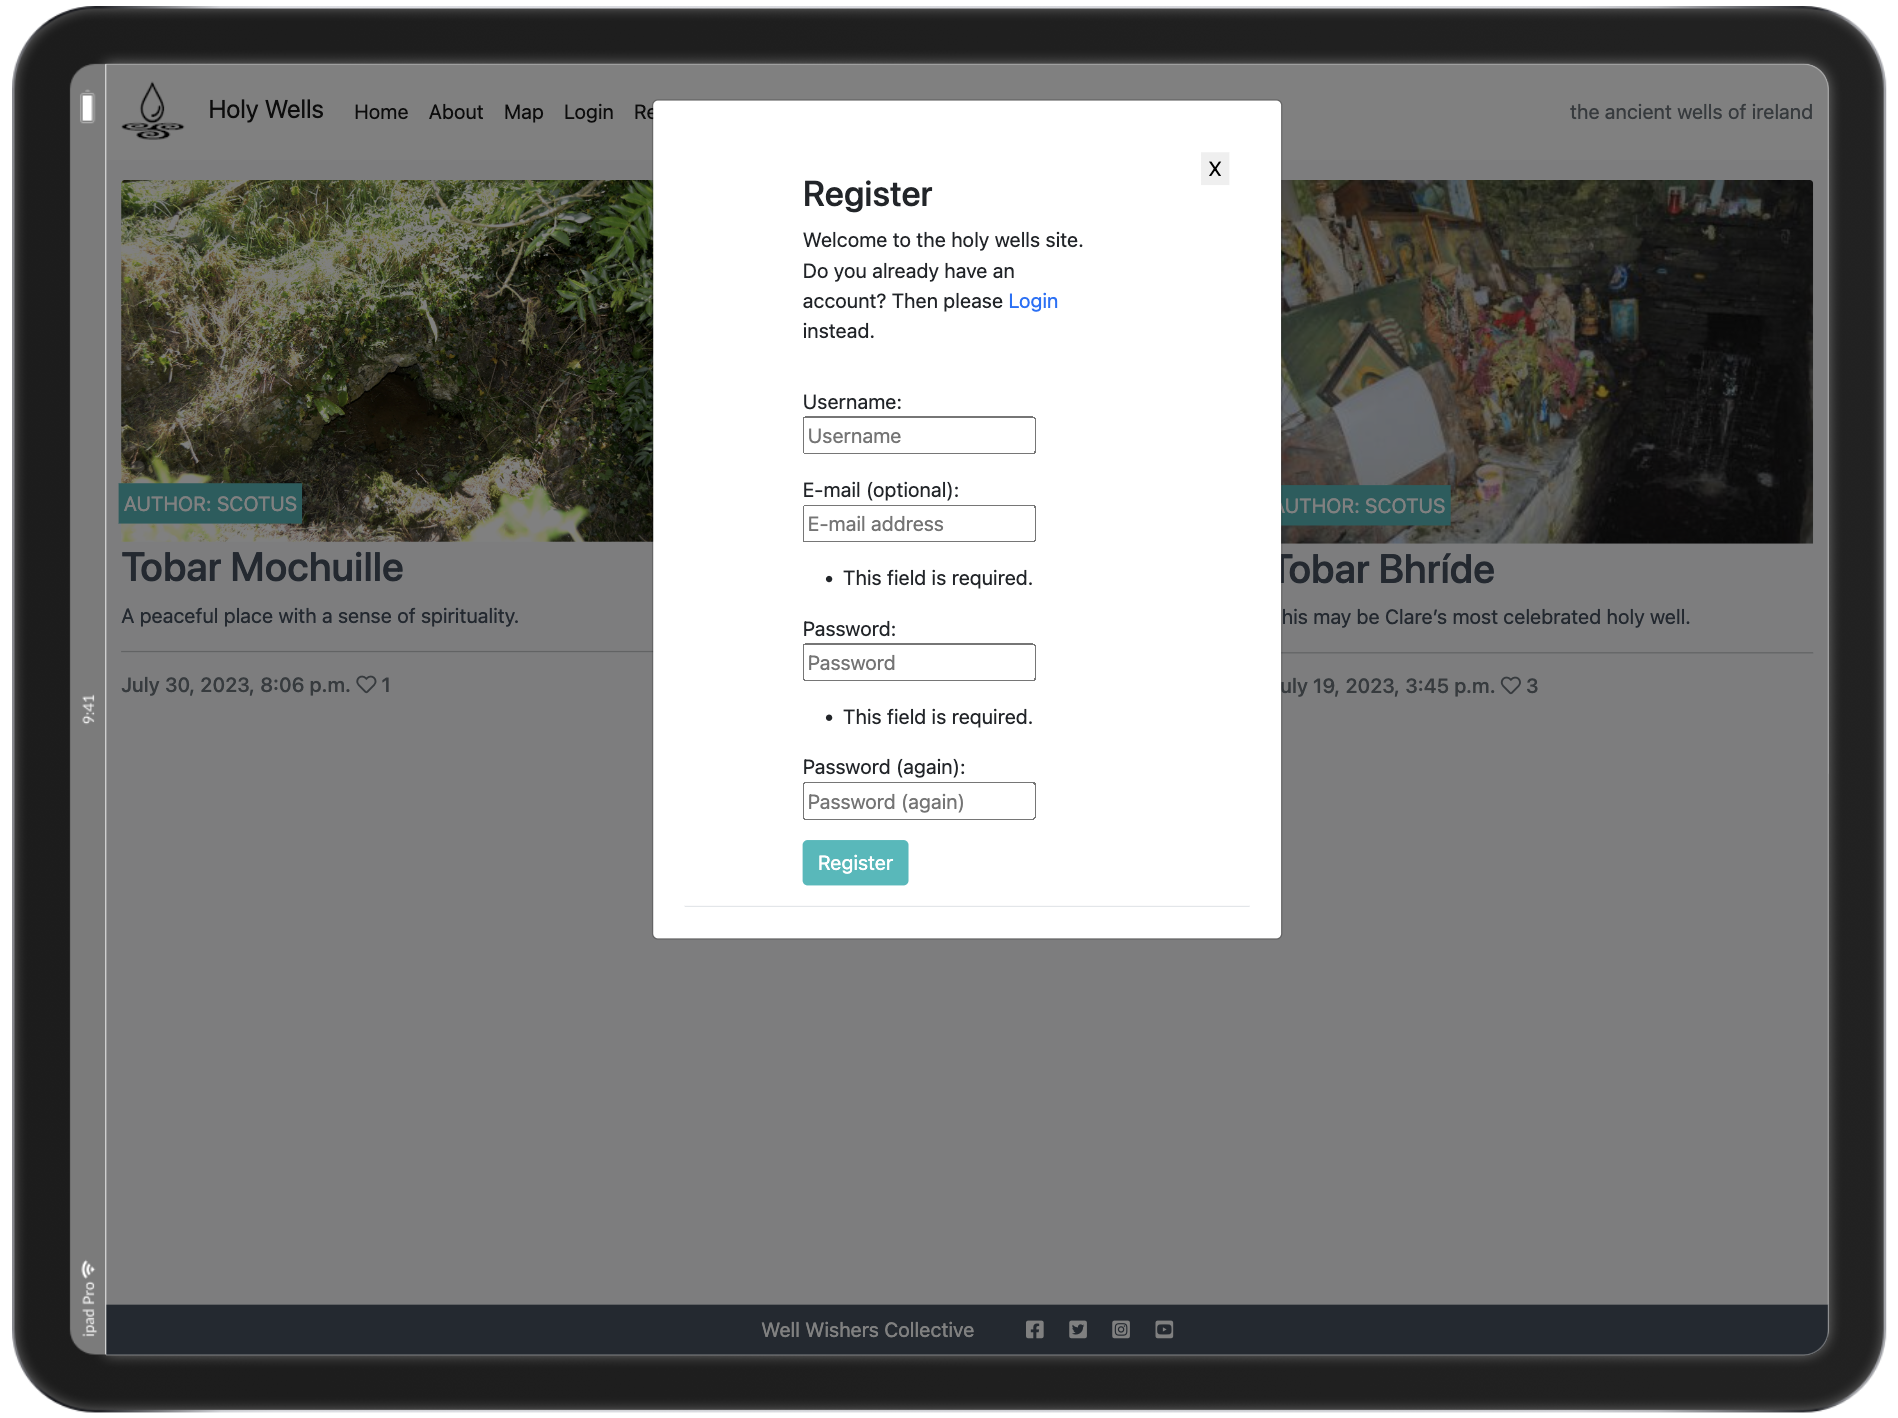 Holy Wells
Home About Map Login Re
the ancient wells of ireland
X
Register
Welcome to the holy wells site.
Do you already have an
account? Then please Login
instead.
Username:
Username
E-mail (optional):
E-mail address
• This field is required.
Password:
Password
• This field is required.
Password (again):
Password (again)
Register
AUTHOR: SCOTUS
Tobar Mochuille
A peaceful place with a sense of spirituality.
July 30, 2023, 8:06 p.m. 1
UTHOR: SCOTUS
Tobar Bhríde
his may be Clare’s most celebrated holy well.
uly 19, 2023, 3:45 p.m. 3
Well Wishers Collective
9:41
ipad Pro